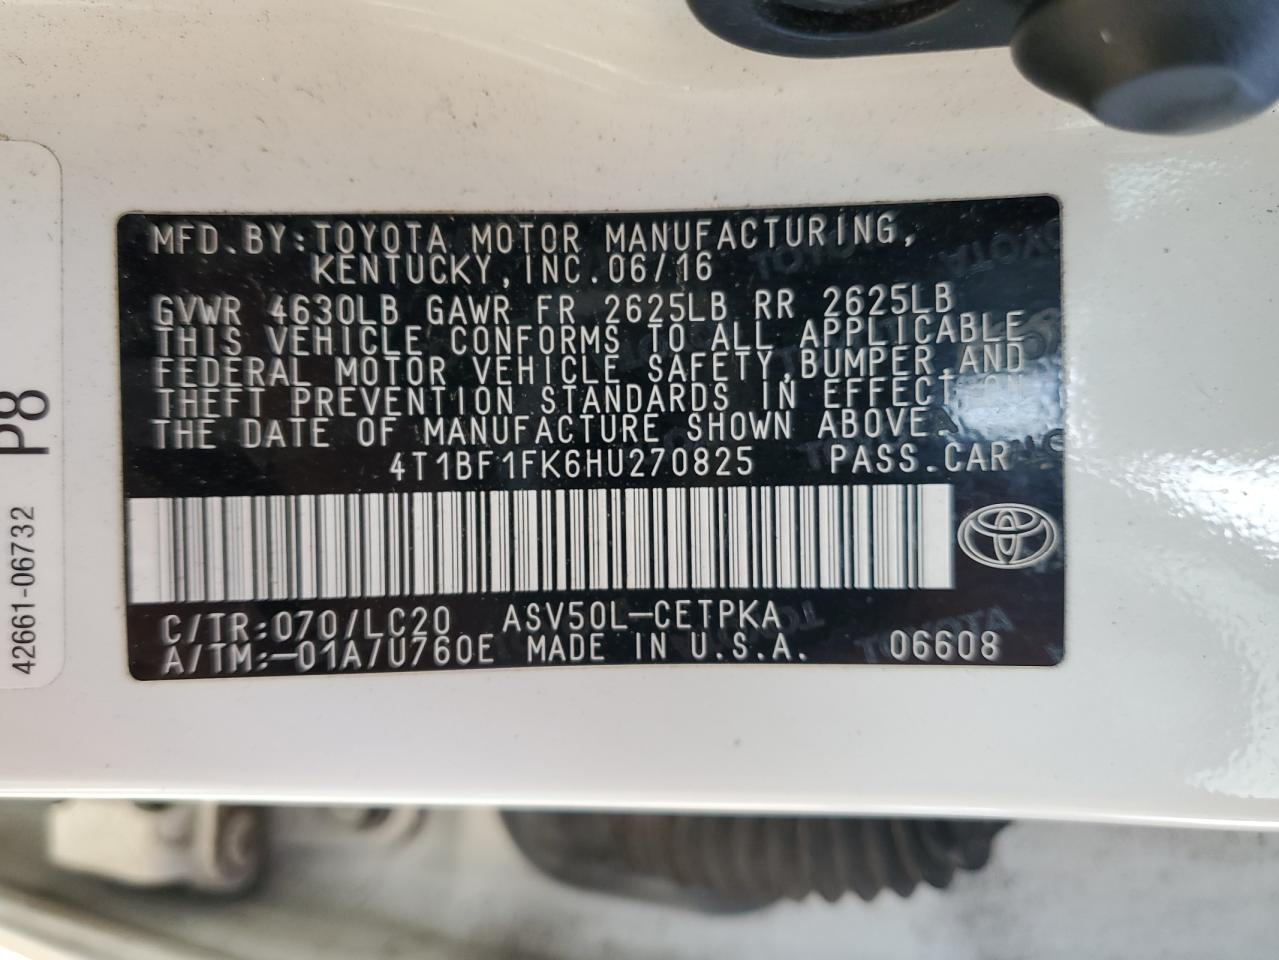 MFD.BY:TOYOTA MOTOR MANUFACTURING,
KENTUCKY,INC.06/16
GVWR 4630LB GAWR FR 2625LB RR 2625LB
THIS VEHICLE CONFORMS TO ALL APPLICABLE
FEDERAL MOTOR VEHICLE SAFETY,BUMPER,AND
THEFT PREVENTION STANDARDS IN EFFECT ON
THE DATE OF MANUFACTURE SHOWN ABOVE.
4T1BF1FK6HU270825 PASS.CAR
C/TR:070/LC20 ASV50L-CETPKA
A/TM:-01A/U760E MADE IN U.S.A. 06608
P8
42661-06732